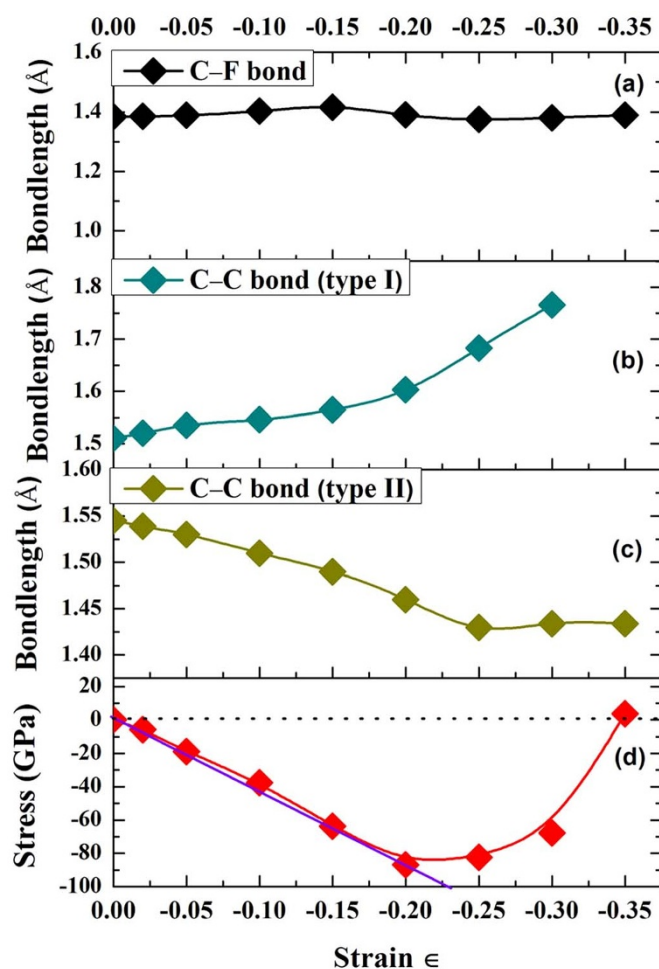 0.00 -0.05 -0.10 -0.15 -0.20 -0.25 -0.30 -0.35
1.6
C–F bond
(a)
1.4
1.2
1.0
Bondlength (Å)
C–C bond (type I)
1.8
1.7
(b)
1.6
1.5
Bondlength (Å)
1.60
C–C bond (type II)
1.55
(c)
1.50
1.45
1.40
Bondlength (Å)
20
0
-20
(d)
-40
-60
-80
-100
Stress (GPa)
0.00 -0.05 -0.10 -0.15 -0.20 -0.25 -0.30 -0.35
Strain ∈